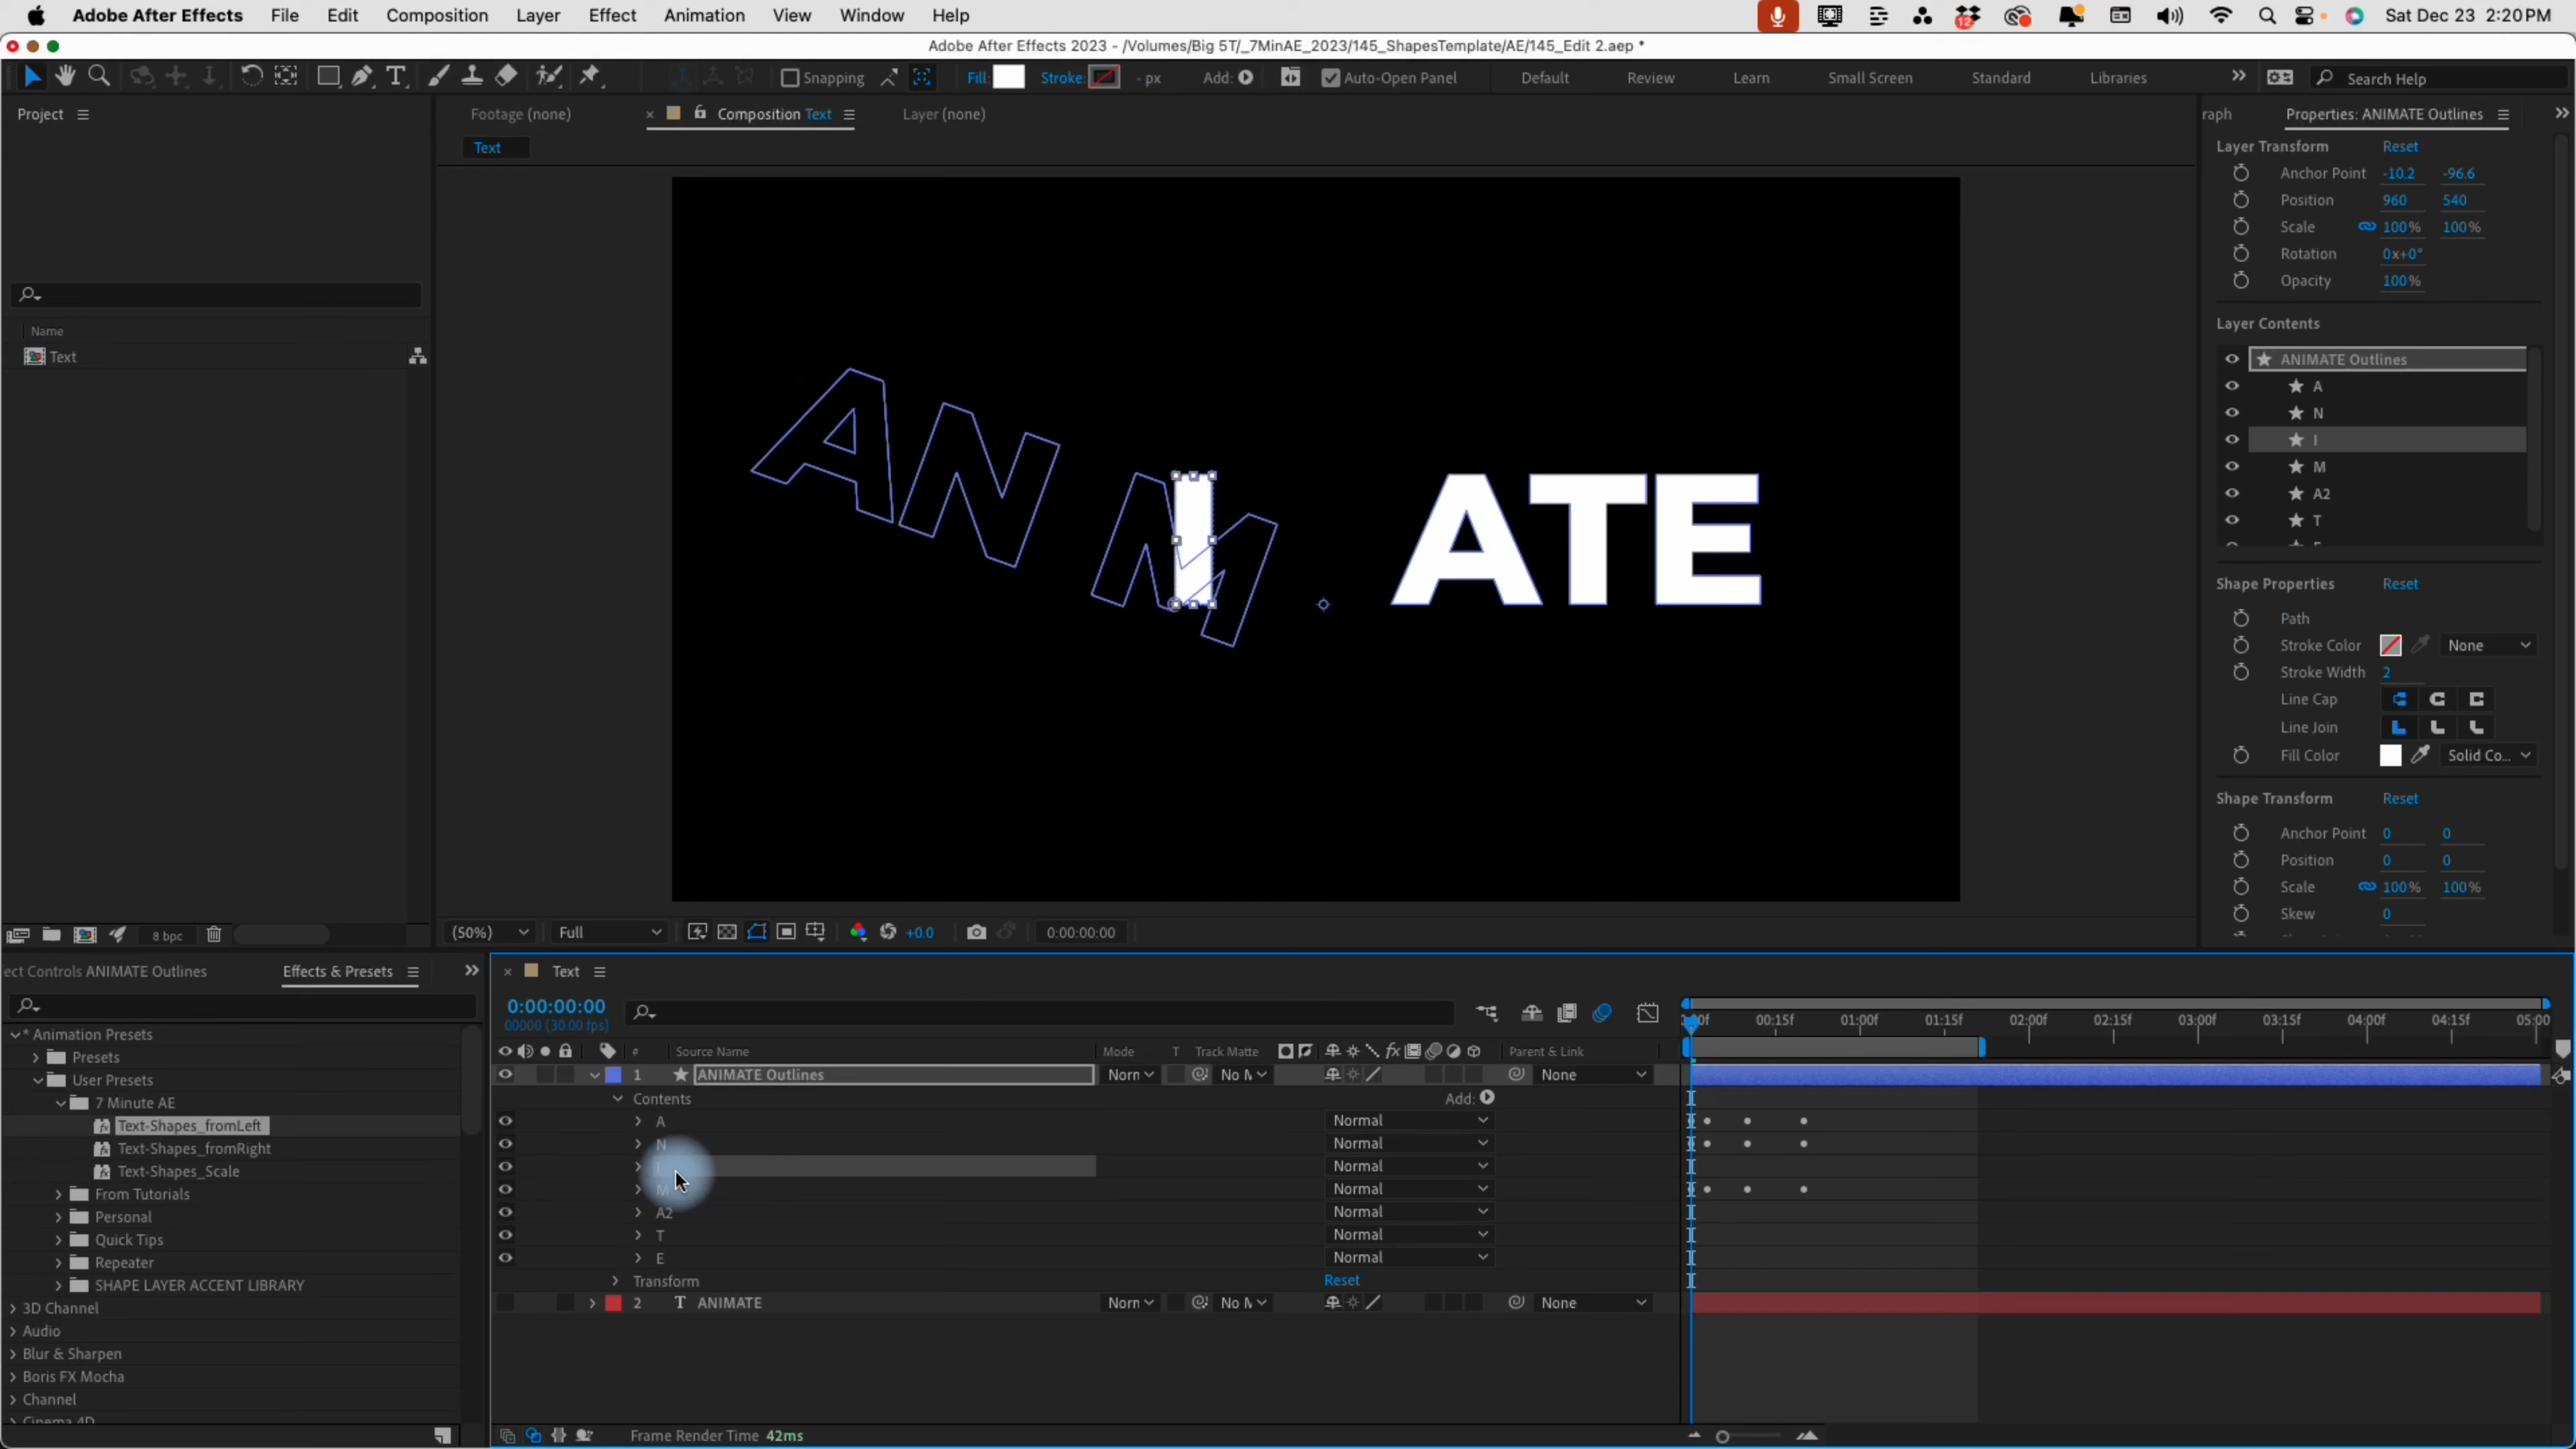 Adobe After Effects File Edit Composition Layer Effect Animation View Window Help 12 Sat Dec 23 2:20 PM
Adobe After Effects 2023 - /Volumes/Big 5T/_7MinAE_2023/145_ShapesTemplate/AE/145_Edit 2.aep *
Snapping Fill: Stroke: - px Add: Auto-Open Panel Default Review Learn Small Screen Standard Libraries Search Help
Project Footage (none) Composition Text Layer (none) raph Properties: ANIMATE Outlines
Text
Layer Transform Reset
Anchor Point -10.2 -96.6
Position 960 540
Scale 100% 100%
Rotation 0x+0°
Opacity 100%
Layer Contents
ANIMATE Outlines
A
N
I
M
A2
T
Name
Text
AN I M ATE
Shape Properties Reset
Path
Stroke Color None
Stroke Width 2
Line Cap
Line Join
Fill Color Solid Co...
Shape Transform Reset
Anchor Point 0 0
Position 0 0
Scale 100% 100%
Skew 0
8 bpc (50%) Full +0.0 0:00:00:00
ect Controls ANIMATE Outlines Effects & Presets
* Animation Presets
Presets
User Presets
7 Minute AE
Text-Shapes_fromLeft
Text-Shapes_fromRight
Text-Shapes_Scale
From Tutorials
Personal
Quick Tips
Repeater
SHAPE LAYER ACCENT LIBRARY
3D Channel
Audio
Blur & Sharpen
Boris FX Mocha
Channel
Cinema 4D
Text
0:00:00:00
00000 (30.00 fps)
00f 00:15f 01:00f 01:15f 02:00f 02:15f 03:00f 03:15f 04:00f 04:15f 05:00
# Source Name Mode T Track Matte fx Parent & Link
1 ANIMATE Outlines Norm No M None
Contents Add:
A Normal
N Normal
Normal
M Normal
A2 Normal
T Normal
E Normal
Transform Reset
2 T ANIMATE Norm No M None
Frame Render Time 42ms